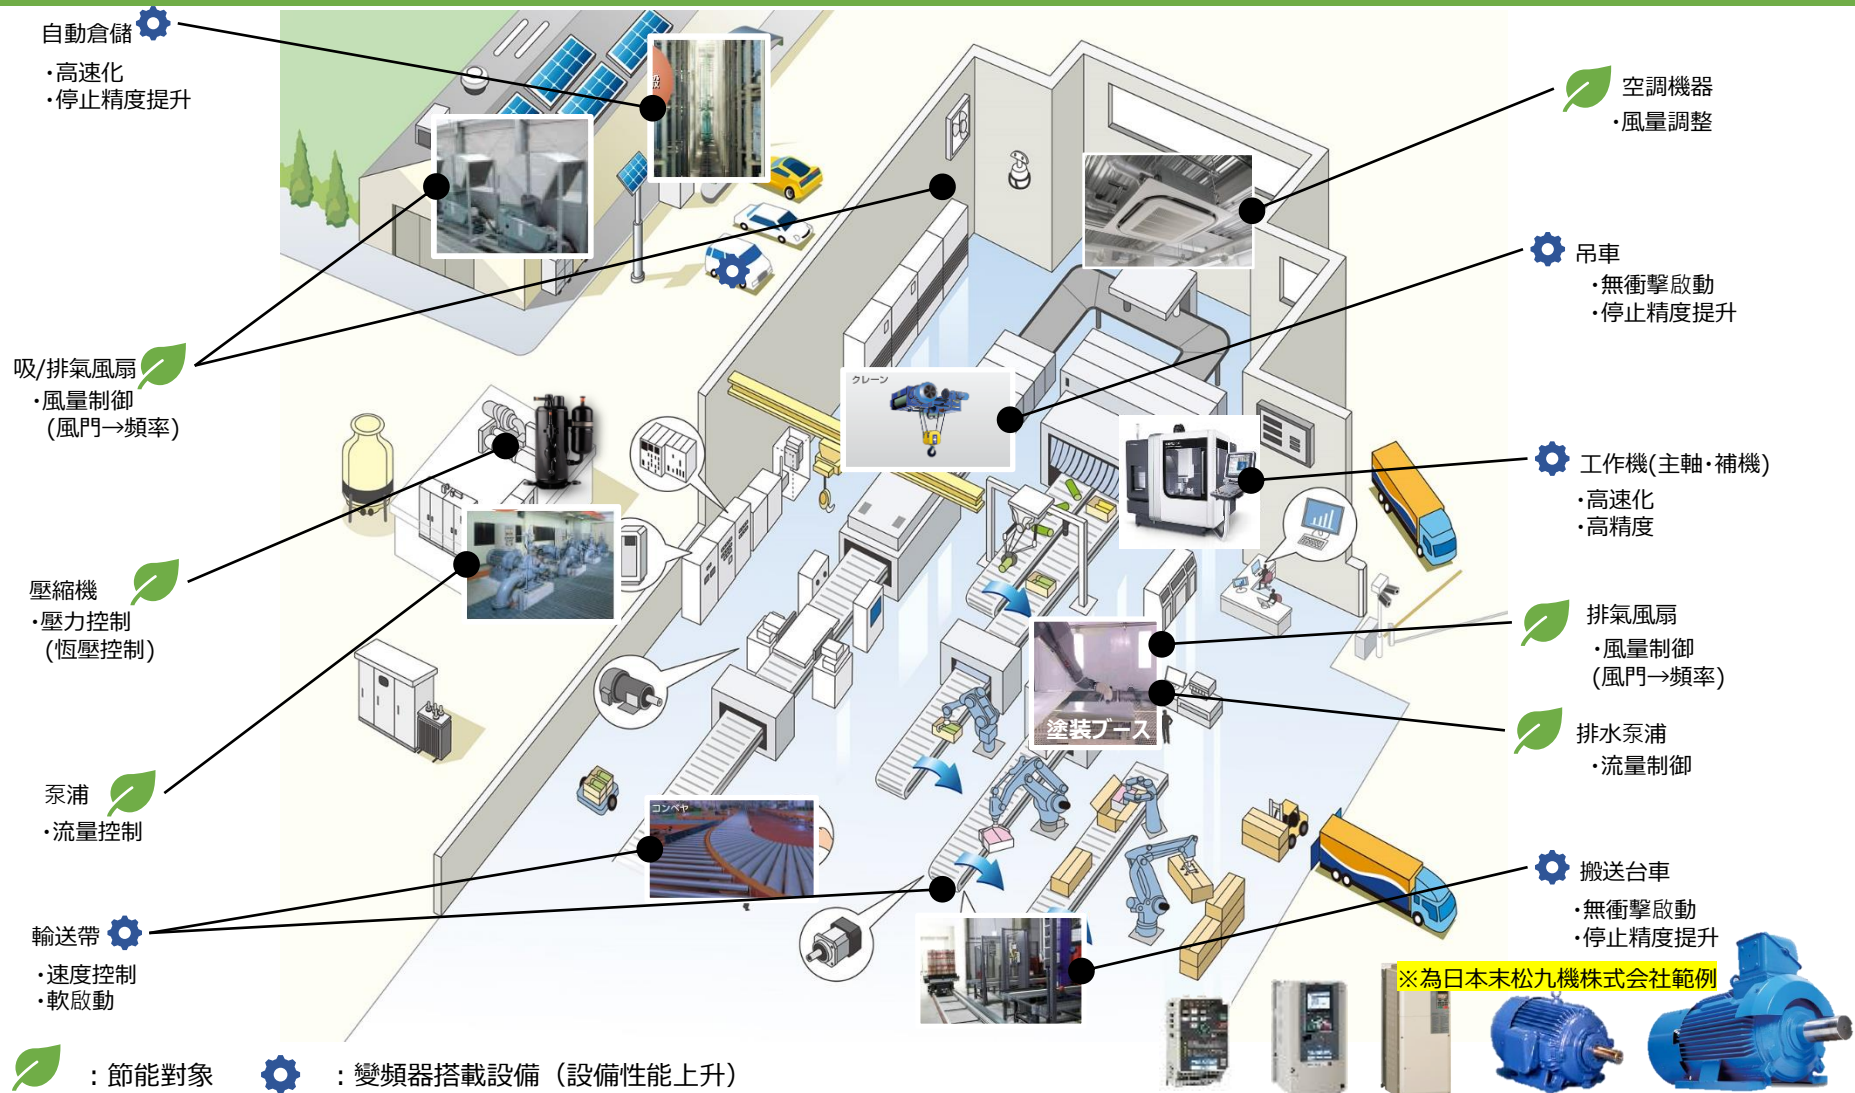 自動倉儲
・高速化
・停止精度提升
吸/排氣風扇
・風量制御
(風門→頻率)
壓縮機
・壓力控制
(恆壓控制)
泵浦
・流量控制
輸送帶
・速度控制
・軟啟動
設
クレーン
コンベヤ
塗装ブース
空調機器
・風量調整
吊車
・無衝擊啟動
・停止精度提升
工作機(主軸・補機)
・高速化
・高精度
排氣風扇
・風量制御
(風門→頻率)
排水泵浦
・流量制御
搬送台車
・無衝擊啟動
・停止精度提升
※為日本末松九機株式会社範例
：節能對象
：變頻器搭載設備（設備性能上升）